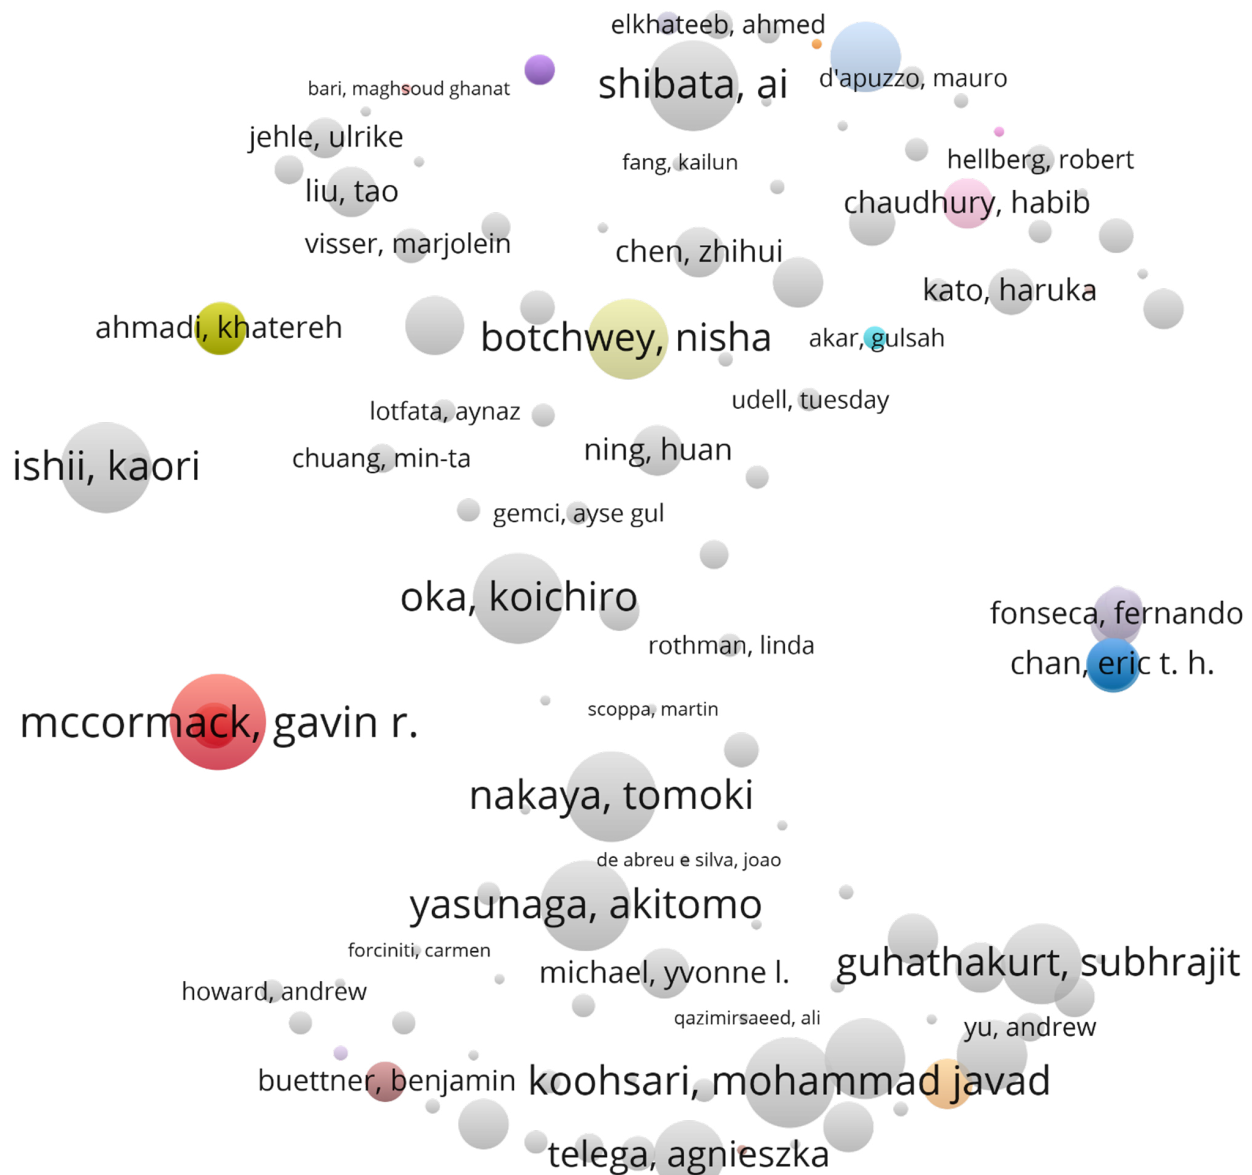 elkhateeb, ahmed
shibata, ai
d'apuzzo, mauro
bari, maghsoud ghanat
jehle, ulrike
fang, kailun
hellberg, robert
liu, tao
chaudhury, habib
visser, marjolein
chen, zhihui
kato, haruka
ahmadi, khatereh
botchwey, nisha
akar, gulsah
lotfata, aynaz
udell, tuesday
ishii, kaori
chuang, min-ta
ning, huan
gemci, ayse gul
oka, koichiro
fonseca, fernando
rothman, linda
chan, eric t. h.
mccormack, gavin r.
scoppa, martin
nakaya, tomoki
de abreu e silva, joao
yasunaga, akitomo
forciniti, carmen
michael, yvonne l.
guhathakurt, subhrajit
howard, andrew
qazimirsaeed, ali
yu, andrew
buettner, benjamin
koohsari, mohammad javad
telega, agnieszka